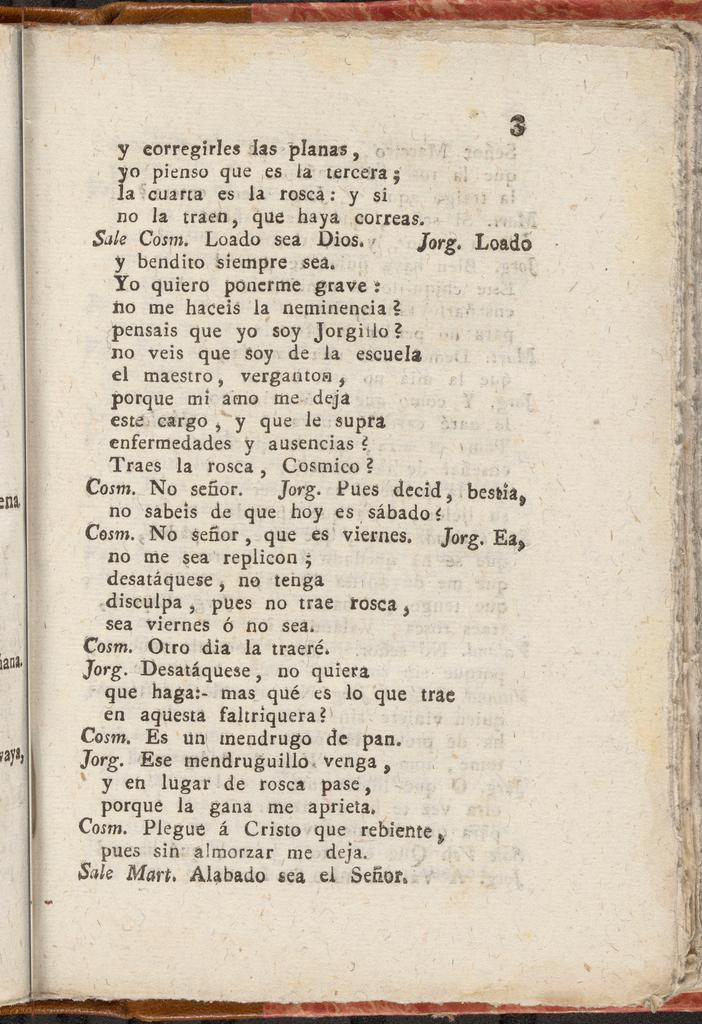 3
y corregirles las planas,
yo pienso que es la tercera;
la cuarta es la rosca: y si
no la traen, que haya correas.
Sale Cosm. Loado sea Dios. Jorg. Loado
y bendito siempre sea.
Yo quiero ponerme grave:
no me haceis la neminencia?
pensais que yo soy Jorgillo?
no veis que soy de la escuela
el maestro, verganton,
porque mi amo me deja
este cargo, y que le supra
enfermedades y ausencias?
Traes la rosca, Cosmico?
Cosm. No señor. Jorg. Pues decid, bestia,
no sabeis de que hoy es sábado?
Cosm. No señor, que es viernes. Jorg. Ea,
no me sea replicon;
desatáquese, no tenga
disculpa, pues no trae rosca,
sea viernes ó no sea.
Cosm. Otro dia la traeré.
Jorg. Desatáquese, no quiera
que haga:- mas qué es lo que trae
en aquesta faltriquera?
Cosm. Es un mendrugo de pan.
Jorg. Ese mendruguillo venga,
y en lugar de rosca pase,
porque la gana me aprieta.
Cosm. Plegue á Cristo que rebiente,
pues sin almorzar me deja.
Sale Mart. Alabado sea el Señor.